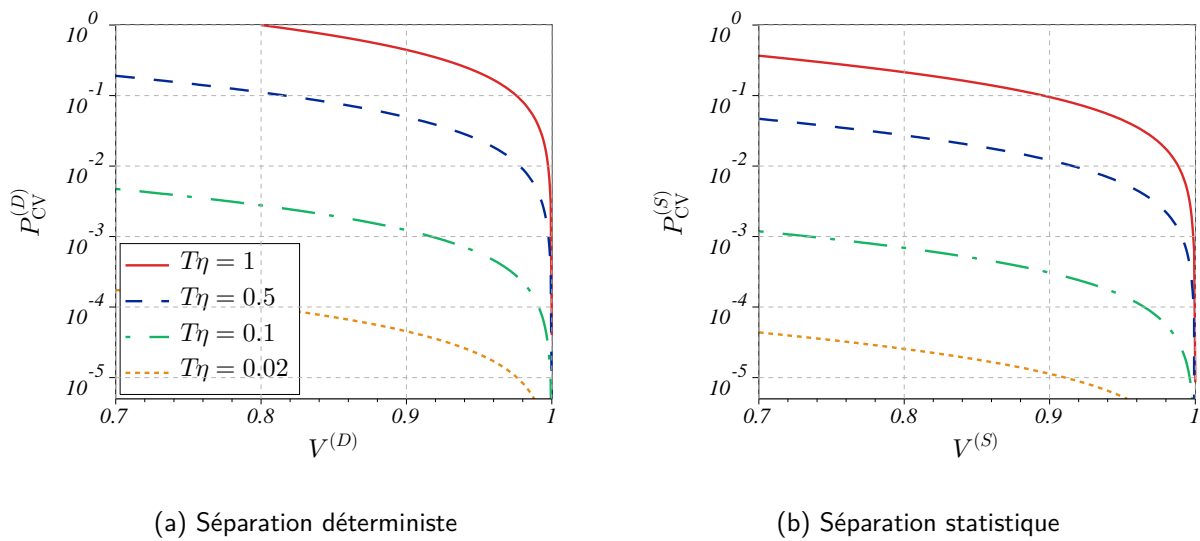 10^0
10^-1
10^-2
10^-3
10^-4
10^-5
P_CV^(D)
Tη = 1
Tη = 0.5
Tη = 0.1
Tη = 0.02
0.7 0.8 0.9 1
V^(D)
(a) Séparation déterministe
10^0
10^-1
10^-2
10^-3
10^-4
10^-5
P_CV^(S)
0.7 0.8 0.9 1
V^(S)
(b) Séparation statistique